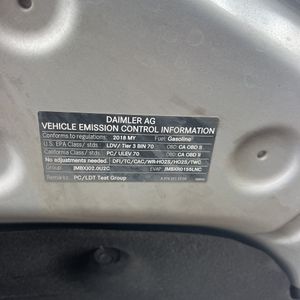 DAIMLER AG
VEHICLE EMISSION CONTROL INFORMATION
Conforms to regulations: 2018 MY Fuel: Gasoline
U.S. EPA Class/ stds: LDV/ Tier 3 BIN 70 OBD: CA OBD II
California Class/ stds: PC/ ULEV 70 OBD: CA OBD II
No adjustments needed. DFI/TC/CAC/WR-HO2S/HO2S/TWC
Group: JMBXV02.0U2C EVAP: JMBXR0155LNC
Remarks: PC/LDT Test Group